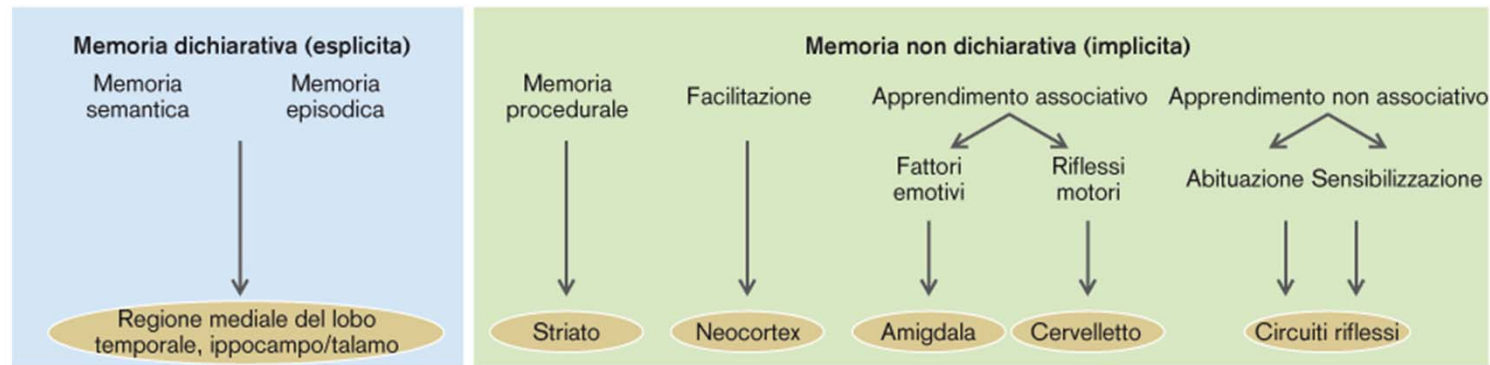 Memoria dichiarativa (esplicita)
Memoria
semantica
Memoria
episodica
Regione mediale del lobo
temporale, ippocampo/talamo
Memoria non dichiarativa (implicita)
Memoria
procedurale
Facilitazione
Apprendimento associativo
Apprendimento non associativo
Fattori
emotivi
Riflessi
motori
Abituazione
Sensibilizzazione
Striato
Neocortex
Amigdala
Cervelletto
Circuiti riflessi